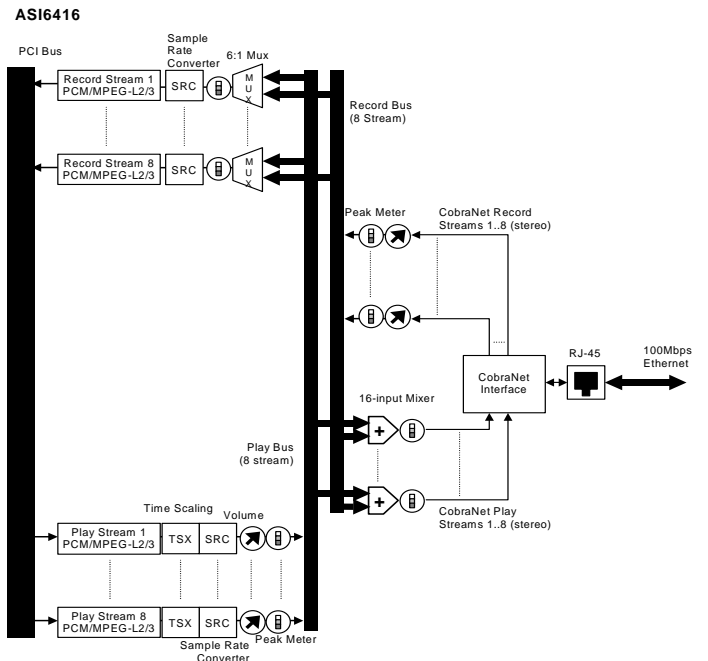 ASI6416
PCI Bus
Sample
Rate
Converter
6:1 Mux
Record Stream 1
PCM/MPEG-L2/3
SRC
M
U
X
Record Bus
(8 Stream)
Record Stream 8
PCM/MPEG-L2/3
SRC
M
U
X
Peak Meter
CobraNet Record
Streams 1..8 (stereo)
RJ-45
100Mbps
Ethernet
CobraNet
Interface
16-input Mixer
+
Play Bus
(8 stream)
+
CobraNet Play
Streams 1..8 (stereo)
Time Scaling
Volume
Play Stream 1
PCM/MPEG-L2/3
TSX
SRC
Play Stream 8
PCM/MPEG-L2/3
TSX
SRC
Peak Meter
Sample Rate
Converter